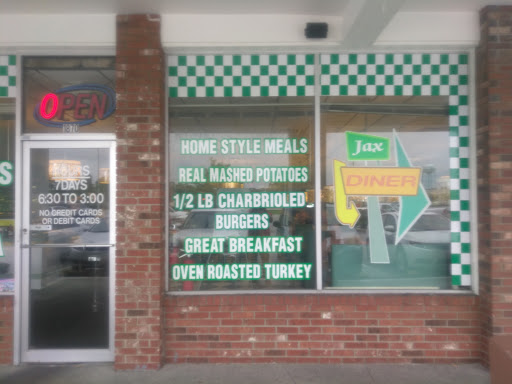 OPEN
HOURS
7 DAYS
6:30 TO 3:00
NO CREDIT CARDS
OR DEBIT CARDS
HOME STYLE MEALS
REAL MASHED POTATOES
1/2 LB CHARBRIOLED
BURGERS
GREAT BREAKFAST
OVEN ROASTED TURKEY
Jax
DINER
S